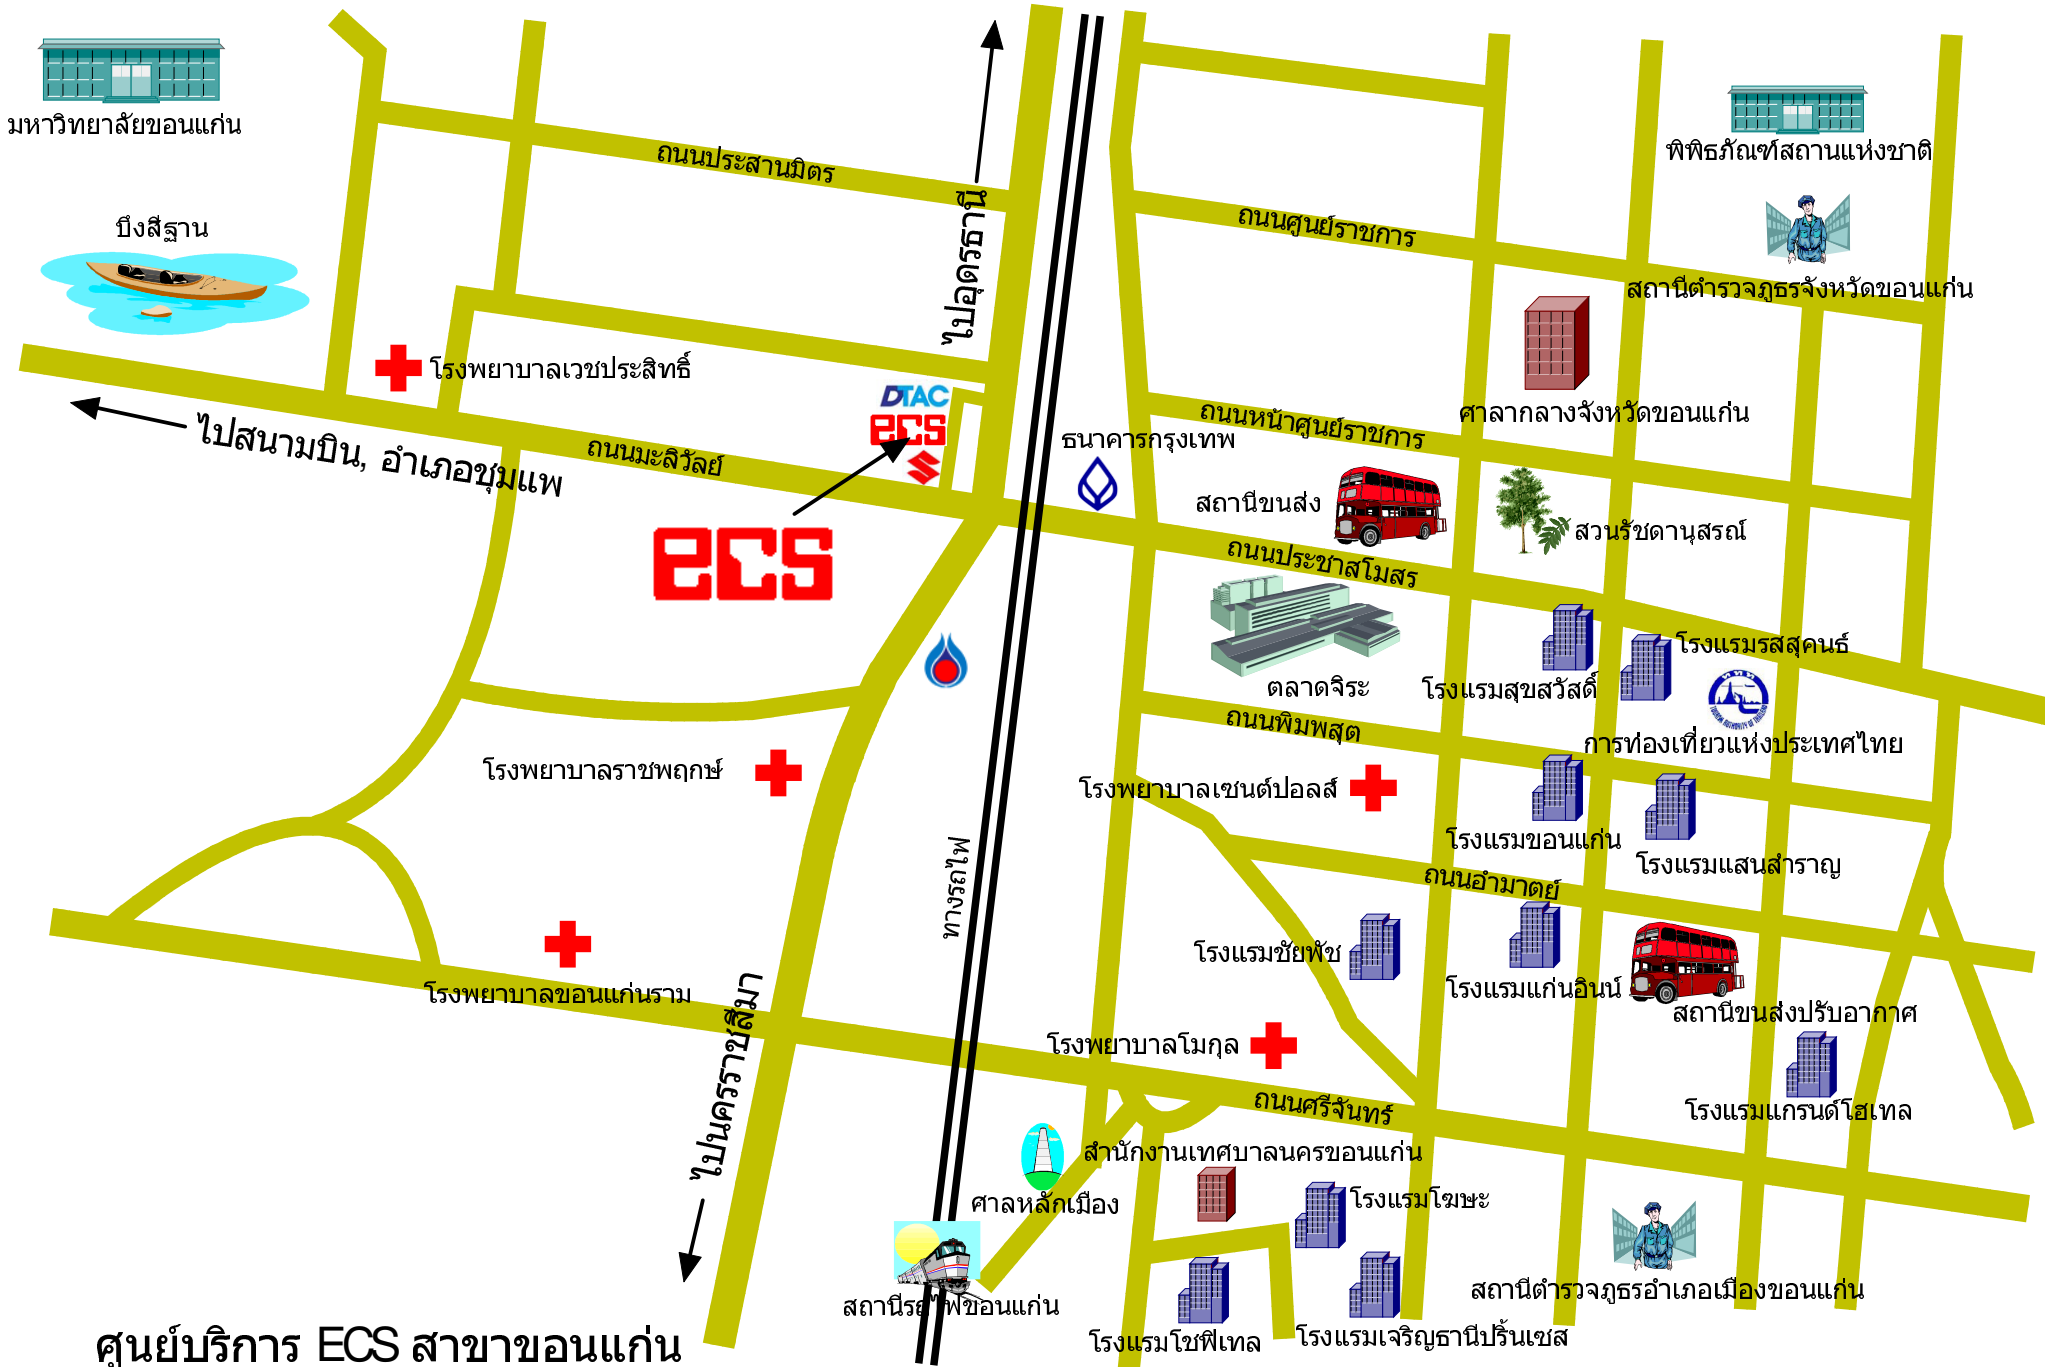 มหาวิทยาลัยขอนแก่น
บึงสีฐาน
ถนนประสานมิตร
ไปอุดรธานี
ถนนศูนย์ราชการ
พิพิธภัณฑ์สถานแห่งชาติ
สถานีตำรวจภูธรจังหวัดขอนแก่น
โรงพยาบาลเวชประสิทธิ์
DTAC
ecs
ศาลากลางจังหวัดขอนแก่น
ถนนหน้าศูนย์ราชการ
ธนาคารกรุงเทพ
ไปสนามบิน, อำเภอชุมแพ
ถนนมะลิวัลย์
สถานีขนส่ง
สวนรัชดานุสรณ์
ถนนประชาสโมสร
ecs
โรงแรมรสสุคนธ์
ตลาดจิระ
โรงแรมสุขสวัสดิ์
ททท
TOURISM AUTHORITY OF THAILAND
ถนนพิมพสุต
การท่องเที่ยวแห่งประเทศไทย
โรงพยาบาลราชพฤกษ์
โรงพยาบาลเซนต์ปอลส์
โรงแรมขอนแก่น
โรงแรมแสนสำราญ
ถนนอำมาตย์
ทางรถไฟ
โรงแรมชัยพัช
โรงแรมแก่นอินน์
โรงพยาบาลขอนแก่นราม
สถานีขนส่งปรับอากาศ
โรงพยาบาลโมกุล
ไปนครราชสีมา
ถนนศรีจันทร์
โรงแรมแกรนด์โฮเทล
สำนักงานเทศบาลนครขอนแก่น
ศาลหลักเมือง
โรงแรมโฆษะ
สถานีตำรวจภูธรอำเภอเมืองขอนแก่น
สถานีรถไฟขอนแก่น
โรงแรมโซฟิเทล
โรงแรมเจริญธานีปริ้นเซส
ศูนย์บริการ ECS สาขาขอนแก่น